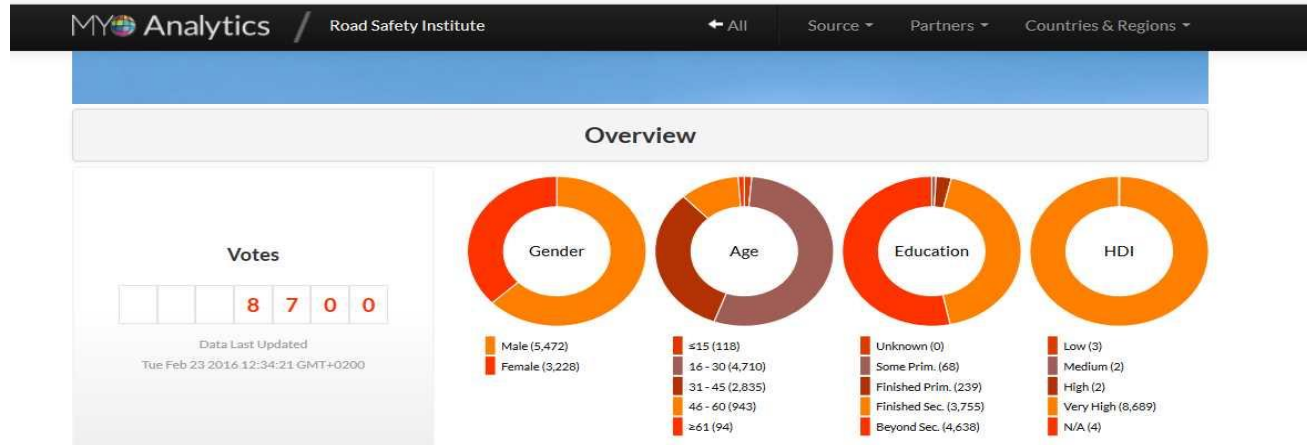 MY Analytics / Road Safety Institute All Source Partners Countries & Regions
Overview
Votes
8 7 0 0
Data Last Updated
Tue Feb 23 2016 12:34:21 GMT+0200
Gender
Male (5,472)
Female (3,228)
Age
≤15 (118)
16 - 30 (4,710)
31 - 45 (2,835)
46 - 60 (943)
≥61 (94)
Education
Unknown (0)
Some Prim. (68)
Finished Prim. (239)
Finished Sec. (3,755)
Beyond Sec. (4,638)
HDI
Low (3)
Medium (2)
High (2)
Very High (8,689)
N/A (4)